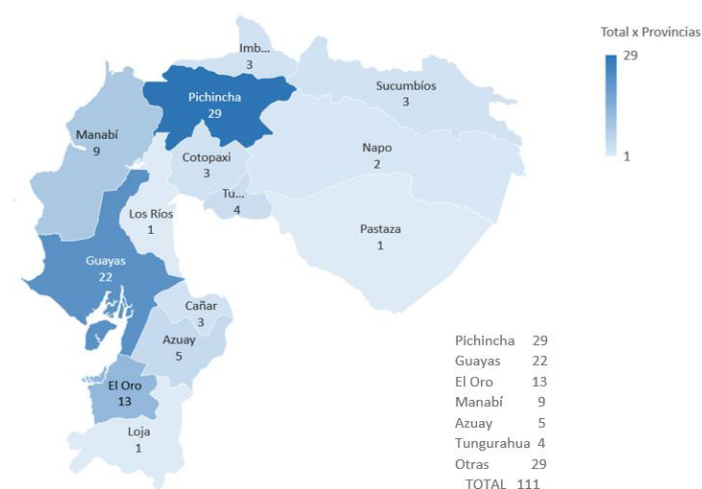 Total x Provincias
29
1
Imb...
3
Pichincha
29
Sucumbíos
3
Manabí
9
Cotopaxi
3
Napo
2
Tu...
4
Los Ríos
1
Pastaza
1
Guayas
22
Cañar
3
Azuay
5
El Oro
13
Loja
1
Pichincha 29
Guayas 22
El Oro 13
Manabí 9
Azuay 5
Tungurahua 4
Otras 29
TOTAL 111